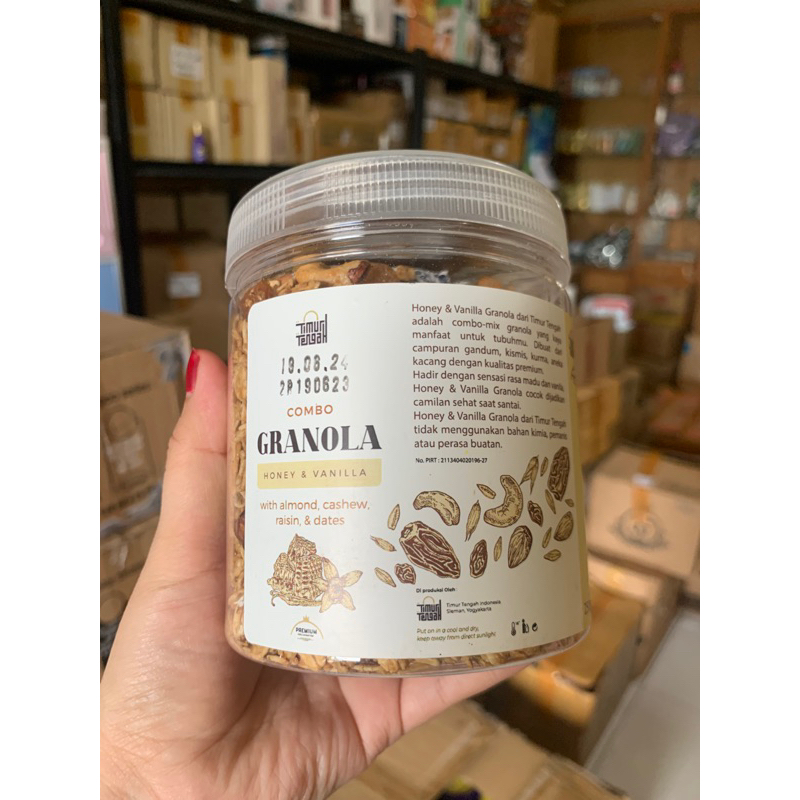 Timur
Tengah
19.08.24
2P190623
COMBO
GRANOLA
HONEY & VANILLA
with almond, cashew,
raisin, & dates
PREMIUM
Honey & Vanilla Granola dari Timur Tengah
adalah combo-mix granola yang kaya
manfaat untuk tubuhmu. Dibuat dari
campuran gandum, kismis, kurma, aneka
kacang dengan kualitas premium.
Hadir dengan sensasi rasa madu dan vanila,
Honey & Vanilla Granola cocok dijadikan
camilan sehat saat santai.
Honey & Vanilla Granola dari Timur Tengah
tidak menggunakan bahan kimia, pemanis
atau perasa buatan.
No. PIRT : 2113404020196-27
Di produksi Oleh :
Timur
Tengah
Timur Tengah Indonesia
Sleman, Yogyakarta
Put on in a cool and dry,
keep away from direct sunlight.